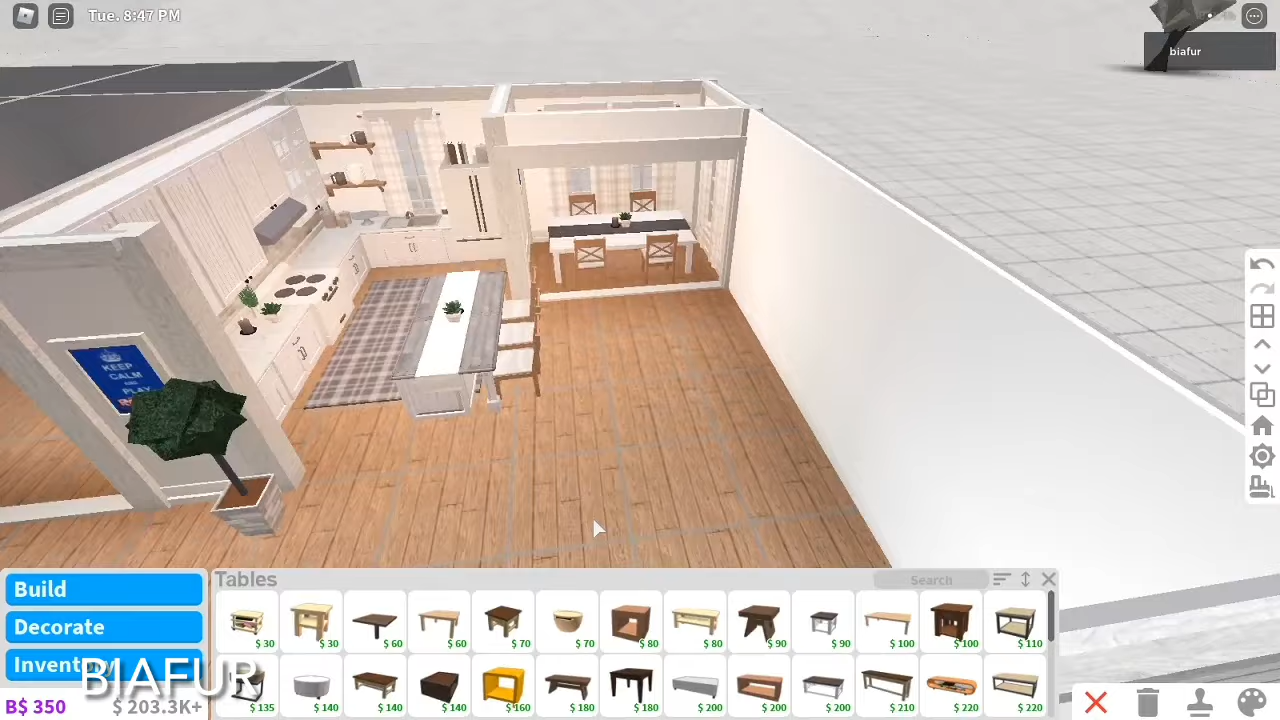 Tue. 8:47 PM
biafur
KEEP
CALM
AND
PLAY
Build
Decorate
Inventory
BIAFUR
B$ 350
$ 203.3K+
Tables
Search
$ 30
$ 30
$ 60
$ 60
$ 70
$ 70
$ 80
$ 80
$ 90
$ 90
$ 100
$ 100
$ 110
$ 135
$ 140
$ 140
$ 140
$ 160
$ 180
$ 180
$ 200
$ 200
$ 200
$ 210
$ 220
$ 220